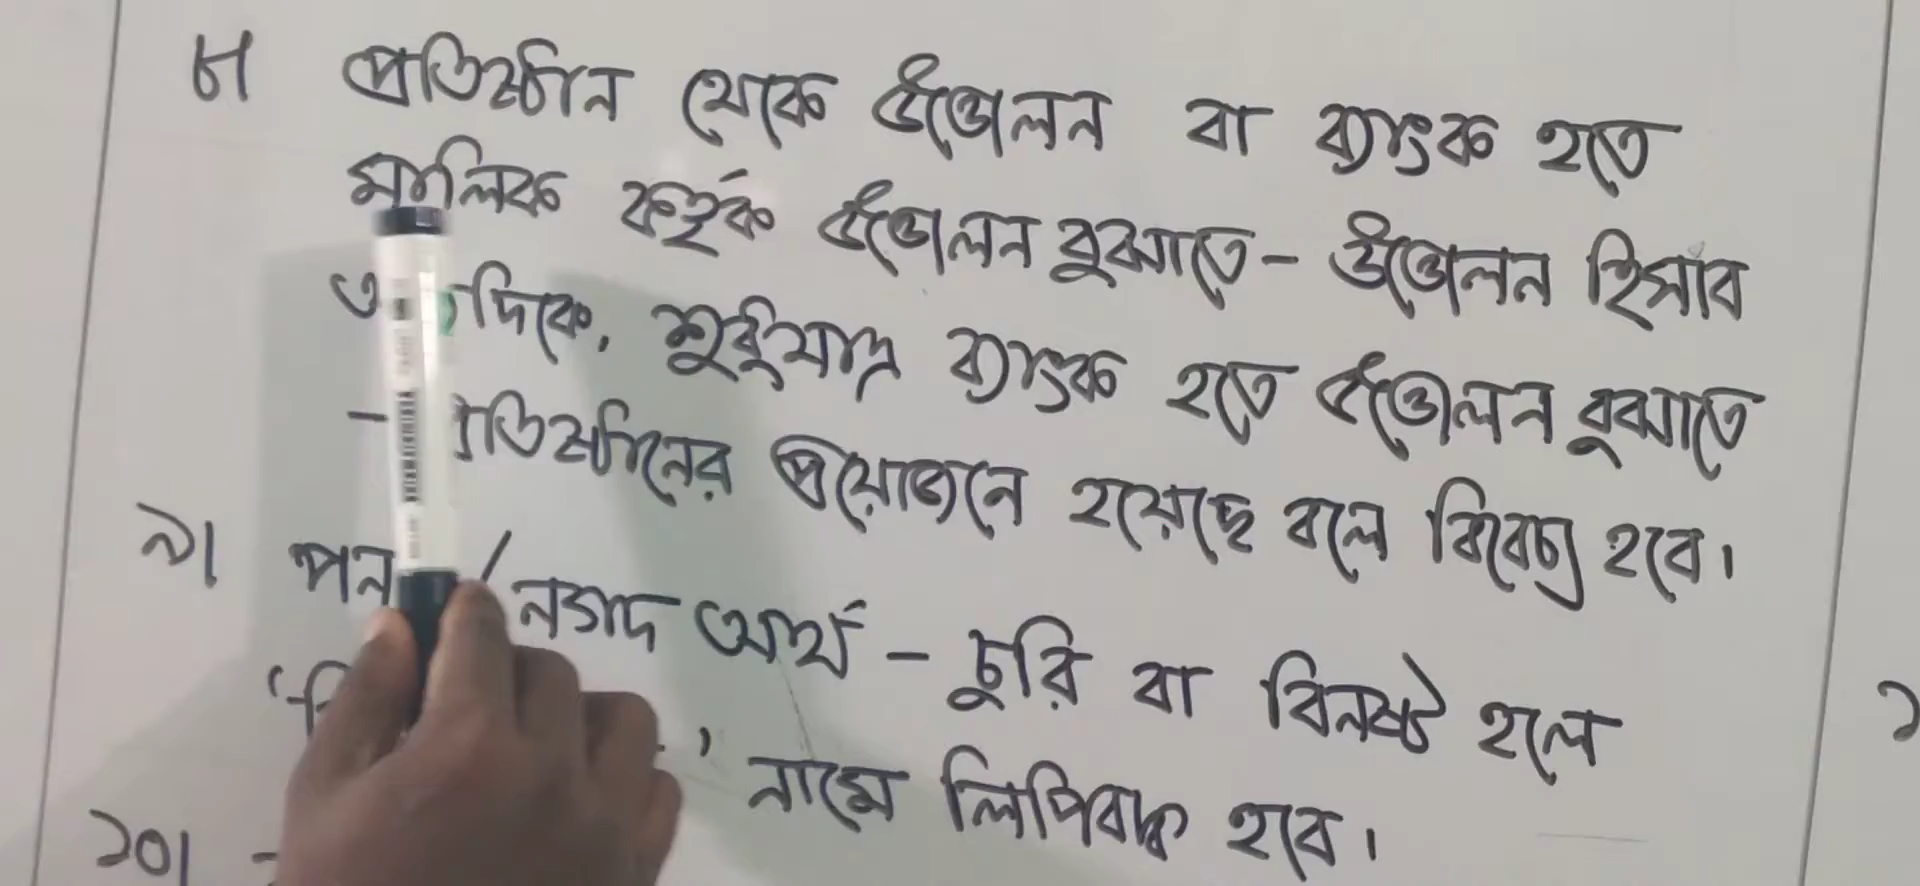 ৮। প্রতিষ্ঠান থেকে উত্তোলন বা ব্যাংক হতে
মালিক কর্তৃক উত্তোলন বুঝাতে - উত্তোলন হিসাব
দিকে, শুধুমাত্র ব্যাংক হতে উত্তোলন বুঝাতে
- প্রতিষ্ঠানের প্রয়োজনে হয়েছে বলে বিবেচ্য হবে।
৯। / নগদ অর্থ - চুরি বা বিনষ্ট হলে
' ' নামে লিপিবদ্ধ হবে।
১০।